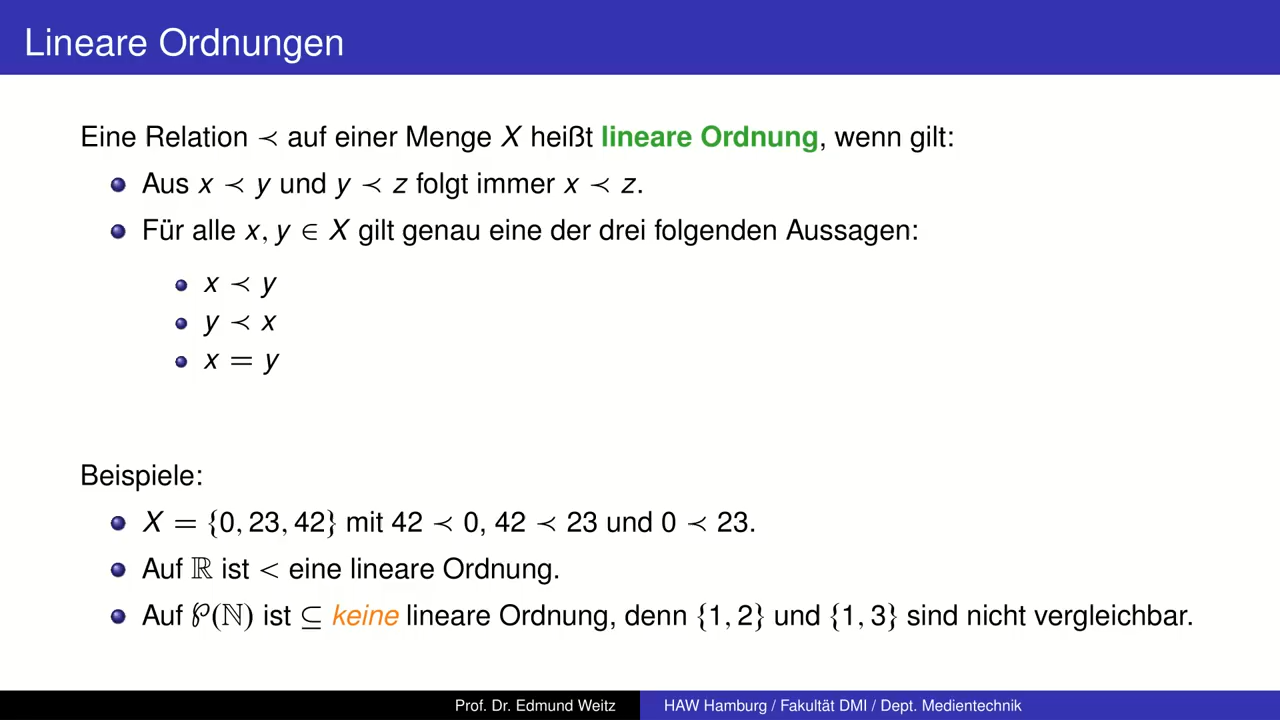 Lineare Ordnungen
Eine Relation ≺ auf einer Menge X heißt lineare Ordnung, wenn gilt:
Aus x ≺ y und y ≺ z folgt immer x ≺ z.
Für alle x, y ∈ X gilt genau eine der drei folgenden Aussagen:
x ≺ y
y ≺ x
x = y
Beispiele:
X = {0, 23, 42} mit 42 ≺ 0, 42 ≺ 23 und 0 ≺ 23.
Auf ℝ ist < eine lineare Ordnung.
Auf ℘(ℕ) ist ⊆ keine lineare Ordnung, denn {1, 2} und {1, 3} sind nicht vergleichbar.
Prof. Dr. Edmund Weitz
HAW Hamburg / Fakultät DMI / Dept. Medientechnik